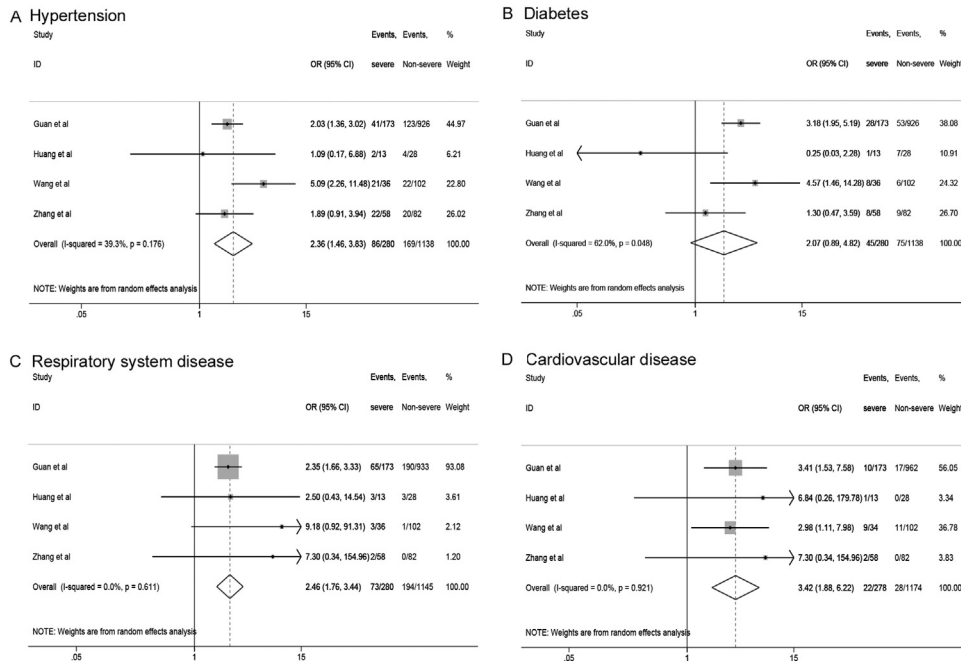 A Hypertension
Study Events, Events, %
ID OR (95% CI) severe Non-severe Weight
Guan et al 2.03 (1.36, 3.02) 41/173 123/926 44.97
Huang et al 1.09 (0.17, 6.88) 2/13 4/28 6.21
Wang et al 5.09 (2.26, 11.48) 21/36 22/102 22.80
Zhang et al 1.89 (0.91, 3.94) 22/58 20/82 26.02
Overall (I-squared = 39.3%, p = 0.176) 2.36 (1.46, 3.83) 86/280 169/1138 100.00
NOTE: Weights are from random effects analysis
.05 1 15
B Diabetes
Study Events, Events, %
ID OR (95% CI) severe Non-severe Weight
Guan et al 3.18 (1.95, 5.19) 28/173 53/926 38.08
Huang et al 0.25 (0.03, 2.28) 1/13 7/28 10.91
Wang et al 4.57 (1.46, 14.28) 8/36 6/102 24.32
Zhang et al 1.30 (0.47, 3.59) 8/58 9/82 26.70
Overall (I-squared = 62.0%, p = 0.048) 2.07 (0.89, 4.82) 45/280 75/1138 100.00
NOTE: Weights are from random effects analysis
.05 1 15
C Respiratory system disease
Study Events, Events, %
ID OR (95% CI) severe Non-severe Weight
Guan et al 2.35 (1.66, 3.33) 65/173 190/933 93.08
Huang et al 2.50 (0.43, 14.54) 3/13 3/28 3.61
Wang et al 9.18 (0.92, 91.31) 3/36 1/102 2.12
Zhang et al 7.30 (0.34, 154.96) 2/58 0/82 1.20
Overall (I-squared = 0.0%, p = 0.611) 2.46 (1.76, 3.44) 73/280 194/1145 100.00
NOTE: Weights are from random effects analysis
.05 1 15
D Cardiovascular disease
Study Events, Events, %
ID OR (95% CI) severe Non-severe Weight
Guan et al 3.41 (1.53, 7.58) 10/173 17/962 56.05
Huang et al 6.84 (0.26, 179.78) 1/13 0/28 3.34
Wang et al 2.98 (1.11, 7.98) 9/34 11/102 36.78
Zhang et al 7.30 (0.34, 154.96) 2/58 0/82 3.83
Overall (I-squared = 0.0%, p = 0.921) 3.42 (1.88, 6.22) 22/278 28/1174 100.00
NOTE: Weights are from random effects analysis
.05 1 15